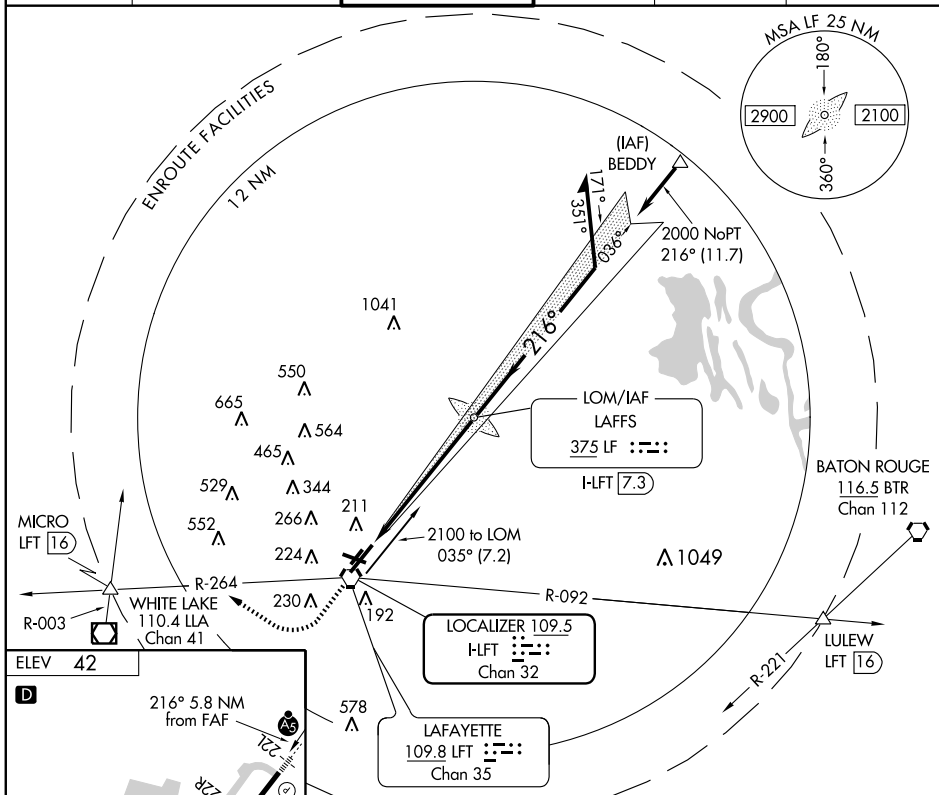 MSA LF 25 NM
180°
2900
2100
360°
ENROUTE FACILITIES
12 NM
(IAF)
BEDDY
171°
351°
036°
2000 NoPT
216° (11.7)
1041
216°
550
665
564
465
529
344
552
266
211
224
LOM/IAF
LAFFS
375 LF
I-LFT 7.3
BATON ROUGE
116.5 BTR
Chan 112
MICRO
LFT 16
2100 to LOM
035° (7.2)
1049
R-264
R-003
WHITE LAKE
110.4 LLA
Chan 41
230
192
R-092
LOCALIZER 109.5
I-LFT
Chan 32
LULEW
LFT 16
R-221
ELEV 42
D
216° 5.8 NM
from FAF
A5
22L
22R
578
LAFAYETTE
109.8 LFT
Chan 35